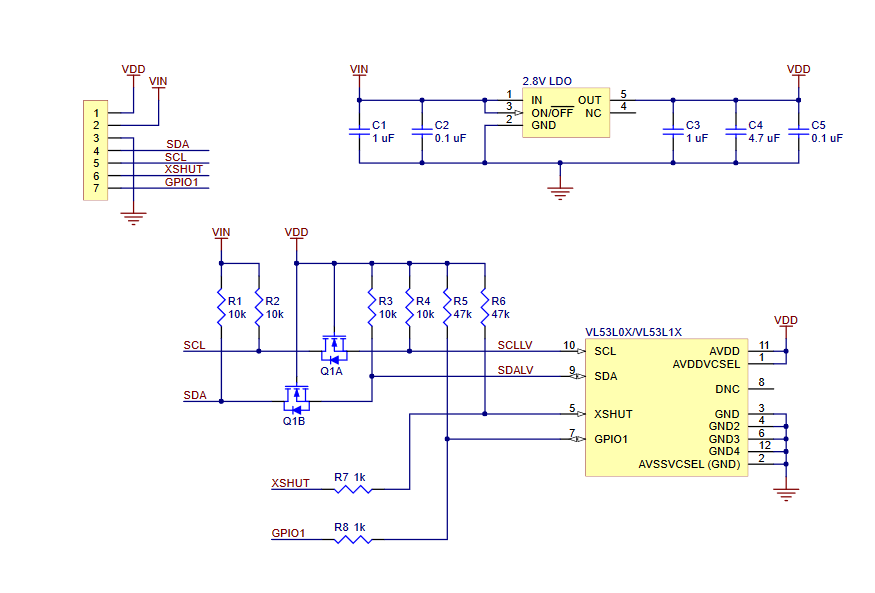 VDD
VIN
1
2
3
4 SDA
5 SCL
6 XSHUT
7 GPIO1
VIN
2.8V LDO
VDD
1 IN OUT 5
3 ON/OFF NC 4
2 GND
C1
1 uF
C2
0.1 uF
C3
1 uF
C4
4.7 uF
C5
0.1 uF
VIN
VDD
R1
10k
R2
10k
R3
10k
R4
10k
R5
47k
R6
47k
SCL
Q1A
SCLLV
SDALV
SDA
Q1B
VL53L0X/VL53L1X
VDD
10 SCL AVDD 11
AVDDVCSEL 1
9 SDA
DNC 8
5 XSHUT GND 3
GND2 4
7 GPIO1 GND3 6
GND4 12
AVSSVCSEL (GND) 2
XSHUT R7 1k
GPIO1 R8 1k